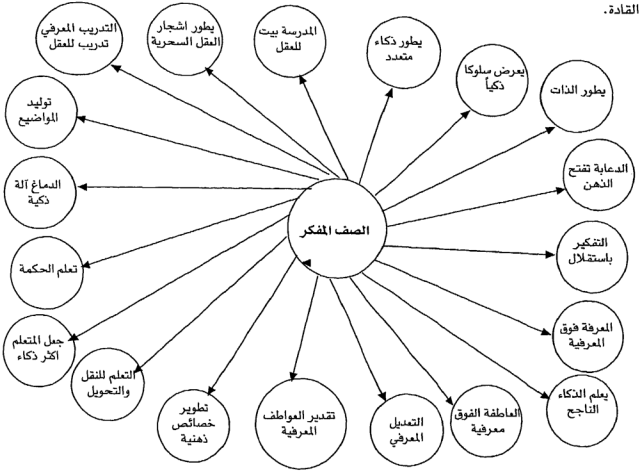 القادة.
المدرسة بيت
للعقل
يطور ذكاء
متعدد
يعرض سلوكا
ذكياً
يطور الذات
الدعابة تفتح
الذهن
التفكير
باستقلال
المعرفة فوق
المعرفية
يعلم الذكاء
الناجح
العاطفة الفوق
معرفية
التعديل
المعرفي
تقدير العواطف
المعرفية
تطوير
خصائص
ذهنية
التعلم للنقل
والتحويل
جعل المتعلم
اكثر ذكاء
تعلم الحكمة
الدماغ آلة
ذكية
توليد
المواضيع
التدريب المعرفي
تدريب للعقل
يطور اشجار
العقل السحرية
الصف المفكر